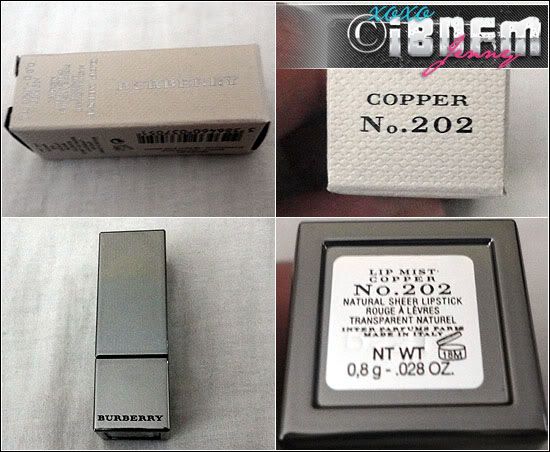 BURBERRY
xoxo
©iBNFM
Jenny
COPPER
No.202
BURBERRY
LIP MIST
COPPER
No.202
NATURAL SHEER LIPSTICK
ROUGE À LÈVRES
TRANSPARENT NATUREL
INTER PARFUMS PARIS
MADE IN ITALY
NT WT
18M
0,8 g - .028 OZ.